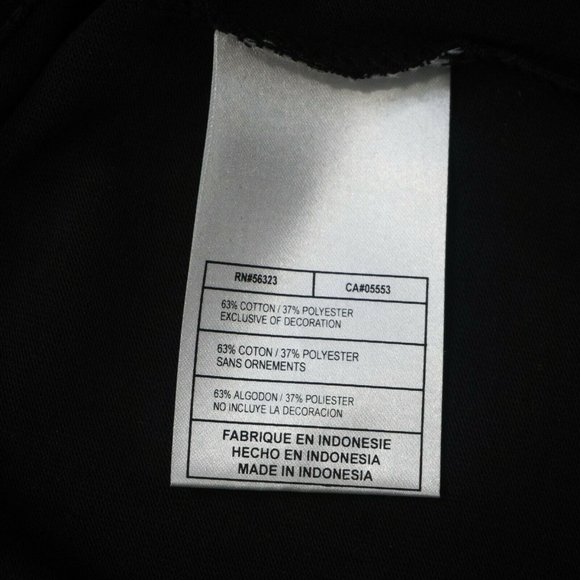 RN#56323 CA#05553
63% COTTON / 37% POLYESTER
EXCLUSIVE OF DECORATION
63% COTON / 37% POLYESTER
SANS ORNEMENTS
63% ALGODON / 37% POLIESTER
NO INCLUYE LA DECORACION
FABRIQUE EN INDONESIE
HECHO EN INDONESIA
MADE IN INDONESIA